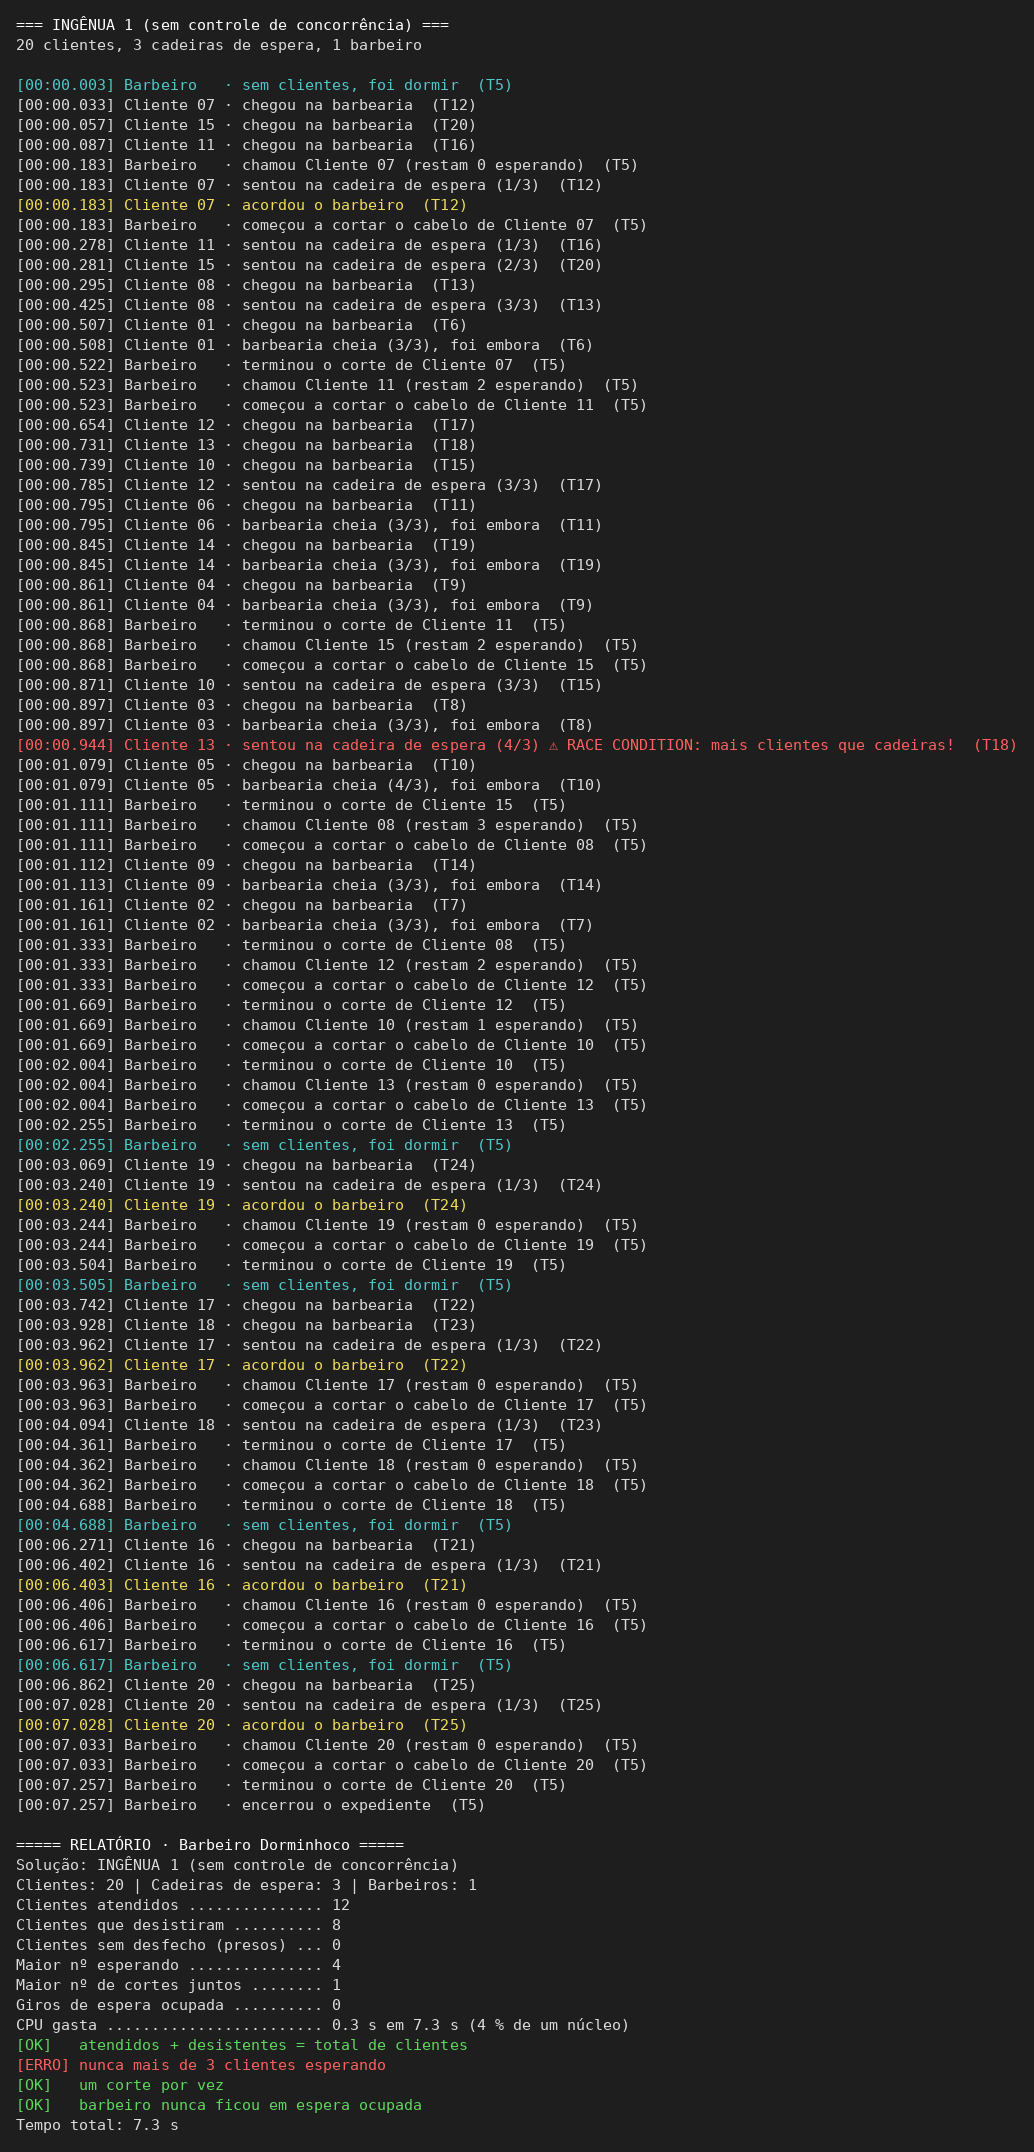 === INGÊNUA 1 (sem controle de concorrência) ===
20 clientes, 3 cadeiras de espera, 1 barbeiro
[00:00.003] Barbeiro   · sem clientes, foi dormir  (T5)
[00:00.033] Cliente 07 · chegou na barbearia  (T12)
[00:00.057] Cliente 15 · chegou na barbearia  (T20)
[00:00.087] Cliente 11 · chegou na barbearia  (T16)
[00:00.183] Barbeiro   · chamou Cliente 07 (restam 0 esperando)  (T5)
[00:00.183] Cliente 07 · sentou na cadeira de espera (1/3)  (T12)
[00:00.183] Cliente 07 · acordou o barbeiro  (T12)
[00:00.183] Barbeiro   · começou a cortar o cabelo de Cliente 07  (T5)
[00:00.278] Cliente 11 · sentou na cadeira de espera (1/3)  (T16)
[00:00.281] Cliente 15 · sentou na cadeira de espera (2/3)  (T20)
[00:00.295] Cliente 08 · chegou na barbearia  (T13)
[00:00.425] Cliente 08 · sentou na cadeira de espera (3/3)  (T13)
[00:00.507] Cliente 01 · chegou na barbearia  (T6)
[00:00.508] Cliente 01 · barbearia cheia (3/3), foi embora  (T6)
[00:00.522] Barbeiro   · terminou o corte de Cliente 07  (T5)
[00:00.523] Barbeiro   · chamou Cliente 11 (restam 2 esperando)  (T5)
[00:00.523] Barbeiro   · começou a cortar o cabelo de Cliente 11  (T5)
[00:00.654] Cliente 12 · chegou na barbearia  (T17)
[00:00.731] Cliente 13 · chegou na barbearia  (T18)
[00:00.739] Cliente 10 · chegou na barbearia  (T15)
[00:00.785] Cliente 12 · sentou na cadeira de espera (3/3)  (T17)
[00:00.795] Cliente 06 · chegou na barbearia  (T11)
[00:00.795] Cliente 06 · barbearia cheia (3/3), foi embora  (T11)
[00:00.845] Cliente 14 · chegou na barbearia  (T19)
[00:00.845] Cliente 14 · barbearia cheia (3/3), foi embora  (T19)
[00:00.861] Cliente 04 · chegou na barbearia  (T9)
[00:00.861] Cliente 04 · barbearia cheia (3/3), foi embora  (T9)
[00:00.868] Barbeiro   · terminou o corte de Cliente 11  (T5)
[00:00.868] Barbeiro   · chamou Cliente 15 (restam 2 esperando)  (T5)
[00:00.868] Barbeiro   · começou a cortar o cabelo de Cliente 15  (T5)
[00:00.871] Cliente 10 · sentou na cadeira de espera (3/3)  (T15)
[00:00.897] Cliente 03 · chegou na barbearia  (T8)
[00:00.897] Cliente 03 · barbearia cheia (3/3), foi embora  (T8)
[00:00.944] Cliente 13 · sentou na cadeira de espera (4/3) ⚠ RACE CONDITION: mais clientes que cadeiras!  (T18)
[00:01.079] Cliente 05 · chegou na barbearia  (T10)
[00:01.079] Cliente 05 · barbearia cheia (4/3), foi embora  (T10)
[00:01.111] Barbeiro   · terminou o corte de Cliente 15  (T5)
[00:01.111] Barbeiro   · chamou Cliente 08 (restam 3 esperando)  (T5)
[00:01.111] Barbeiro   · começou a cortar o cabelo de Cliente 08  (T5)
[00:01.112] Cliente 09 · chegou na barbearia  (T14)
[00:01.113] Cliente 09 · barbearia cheia (3/3), foi embora  (T14)
[00:01.161] Cliente 02 · chegou na barbearia  (T7)
[00:01.161] Cliente 02 · barbearia cheia (3/3), foi embora  (T7)
[00:01.333] Barbeiro   · terminou o corte de Cliente 08  (T5)
[00:01.333] Barbeiro   · chamou Cliente 12 (restam 2 esperando)  (T5)
[00:01.333] Barbeiro   · começou a cortar o cabelo de Cliente 12  (T5)
[00:01.669] Barbeiro   · terminou o corte de Cliente 12  (T5)
[00:01.669] Barbeiro   · chamou Cliente 10 (restam 1 esperando)  (T5)
[00:01.669] Barbeiro   · começou a cortar o cabelo de Cliente 10  (T5)
[00:02.004] Barbeiro   · terminou o corte de Cliente 10  (T5)
[00:02.004] Barbeiro   · chamou Cliente 13 (restam 0 esperando)  (T5)
[00:02.004] Barbeiro   · começou a cortar o cabelo de Cliente 13  (T5)
[00:02.255] Barbeiro   · terminou o corte de Cliente 13  (T5)
[00:02.255] Barbeiro   · sem clientes, foi dormir  (T5)
[00:03.069] Cliente 19 · chegou na barbearia  (T24)
[00:03.240] Cliente 19 · sentou na cadeira de espera (1/3)  (T24)
[00:03.240] Cliente 19 · acordou o barbeiro  (T24)
[00:03.244] Barbeiro   · chamou Cliente 19 (restam 0 esperando)  (T5)
[00:03.244] Barbeiro   · começou a cortar o cabelo de Cliente 19  (T5)
[00:03.504] Barbeiro   · terminou o corte de Cliente 19  (T5)
[00:03.505] Barbeiro   · sem clientes, foi dormir  (T5)
[00:03.742] Cliente 17 · chegou na barbearia  (T22)
[00:03.928] Cliente 18 · chegou na barbearia  (T23)
[00:03.962] Cliente 17 · sentou na cadeira de espera (1/3)  (T22)
[00:03.962] Cliente 17 · acordou o barbeiro  (T22)
[00:03.963] Barbeiro   · chamou Cliente 17 (restam 0 esperando)  (T5)
[00:03.963] Barbeiro   · começou a cortar o cabelo de Cliente 17  (T5)
[00:04.094] Cliente 18 · sentou na cadeira de espera (1/3)  (T23)
[00:04.361] Barbeiro   · terminou o corte de Cliente 17  (T5)
[00:04.362] Barbeiro   · chamou Cliente 18 (restam 0 esperando)  (T5)
[00:04.362] Barbeiro   · começou a cortar o cabelo de Cliente 18  (T5)
[00:04.688] Barbeiro   · terminou o corte de Cliente 18  (T5)
[00:04.688] Barbeiro   · sem clientes, foi dormir  (T5)
[00:06.271] Cliente 16 · chegou na barbearia  (T21)
[00:06.402] Cliente 16 · sentou na cadeira de espera (1/3)  (T21)
[00:06.403] Cliente 16 · acordou o barbeiro  (T21)
[00:06.406] Barbeiro   · chamou Cliente 16 (restam 0 esperando)  (T5)
[00:06.406] Barbeiro   · começou a cortar o cabelo de Cliente 16  (T5)
[00:06.617] Barbeiro   · terminou o corte de Cliente 16  (T5)
[00:06.617] Barbeiro   · sem clientes, foi dormir  (T5)
[00:06.862] Cliente 20 · chegou na barbearia  (T25)
[00:07.028] Cliente 20 · sentou na cadeira de espera (1/3)  (T25)
[00:07.028] Cliente 20 · acordou o barbeiro  (T25)
[00:07.033] Barbeiro   · chamou Cliente 20 (restam 0 esperando)  (T5)
[00:07.033] Barbeiro   · começou a cortar o cabelo de Cliente 20  (T5)
[00:07.257] Barbeiro   · terminou o corte de Cliente 20  (T5)
[00:07.257] Barbeiro   · encerrou o expediente  (T5)
===== RELATÓRIO · Barbeiro Dorminhoco =====
Solução: INGÊNUA 1 (sem controle de concorrência)
Clientes: 20 | Cadeiras de espera: 3 | Barbeiros: 1
Clientes atendidos ............... 12
Clientes que desistiram .......... 8
Clientes sem desfecho (presos) ... 0
Maior nº esperando ............... 4
Maior nº de cortes juntos ........ 1
Giros de espera ocupada .......... 0
CPU gasta ........................ 0.3 s em 7.3 s (4 % de um núcleo)
[OK]   atendidos + desistentes = total de clientes
[ERRO] nunca mais de 3 clientes esperando
[OK]   um corte por vez
[OK]   barbeiro nunca ficou em espera ocupada
Tempo total: 7.3 s